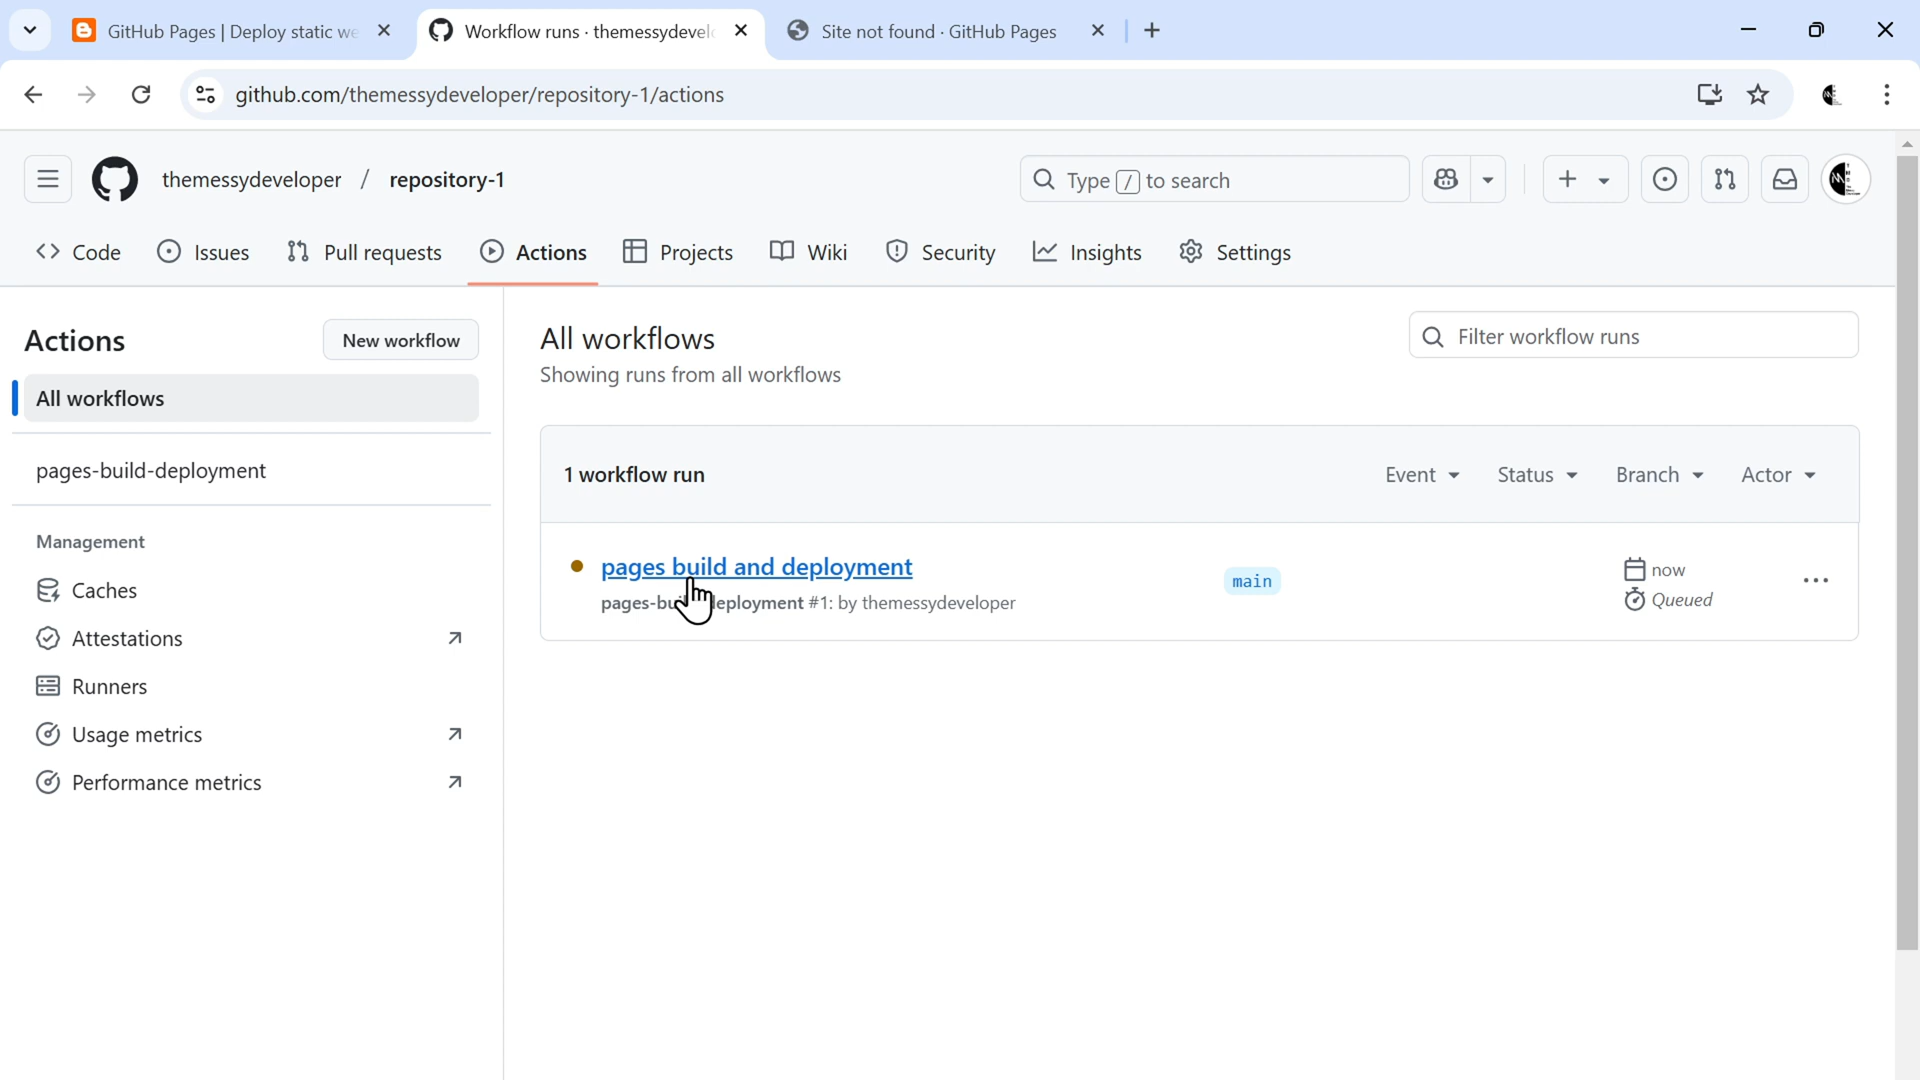 GitHub Pages | Deploy static we
Workflow runs · themessydevel
Site not found · GitHub Pages
github.com/themessydeveloper/repository-1/actions
themessydeveloper / repository-1
Type / to search
Code
Issues
Pull requests
Actions
Projects
Wiki
Security
Insights
Settings
Actions
New workflow
All workflows
pages-build-deployment
Management
Caches
Attestations
Runners
Usage metrics
Performance metrics
All workflows
Showing runs from all workflows
Filter workflow runs
1 workflow run
Event
Status
Branch
Actor
pages build and deployment
pages-bu eployment #1: by themessydeveloper
main
now
Queued